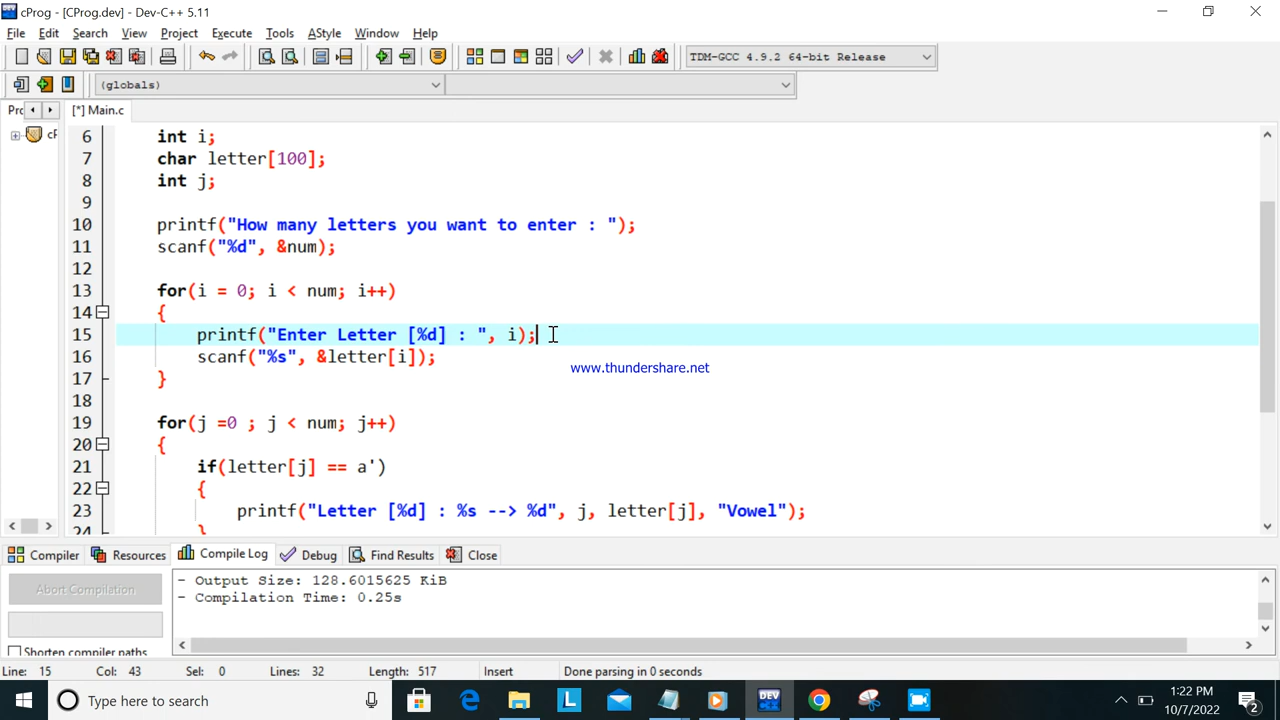 cProg - [CProg.dev] - Dev-C++ 5.11
File Edit Search View Project Execute Tools AStyle Window Help
TDM-GCC 4.9.2 64-bit Release
(globals)
Prc [*] Main.c
cF
6 int i;
7 char letter[100];
8 int j;
9
10 printf("How many letters you want to enter : ");
11 scanf("%d", &num);
12
13 for(i = 0; i < num; i++)
14 {
15 printf("Enter Letter [%d] : ", i);
16 scanf("%s", &letter[i]);
www.thundershare.net
17 }
18
19 for(j =0 ; j < num; j++)
20 {
21 if(letter[j] == a')
22 {
23 printf("Letter [%d] : %s --> %d", j, letter[j], "Vowel");
24 }
Compiler Resources Compile Log Debug Find Results Close
Abort Compilation
- Output Size: 128.6015625 KiB
- Compilation Time: 0.25s
Shorten compiler paths
Line: 15 Col: 43 Sel: 0 Lines: 32 Length: 517 Insert Done parsing in 0 seconds
Type here to search
L
DEV C++
1:22 PM
10/7/2022
2